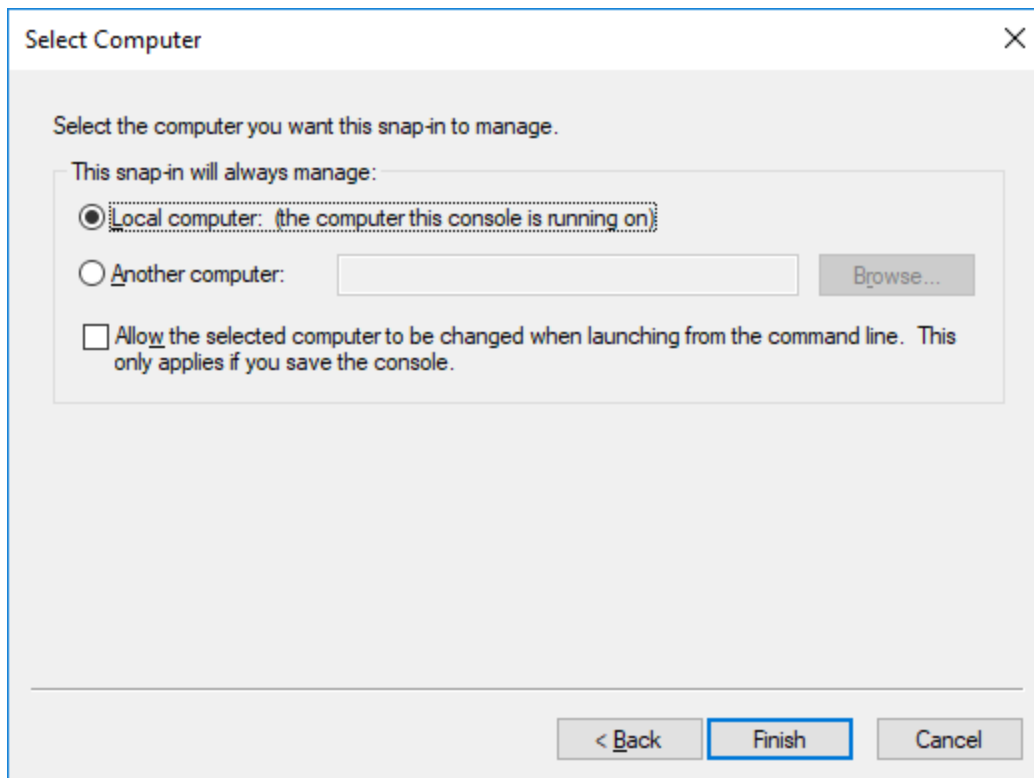 Select Computer
Select the computer you want this snap-in to manage.
This snap-in will always manage:
Local computer:  (the computer this console is running on)
Another computer:
Browse...
Allow the selected computer to be changed when launching from the command line.  This
only applies if you save the console.
< Back
Finish
Cancel